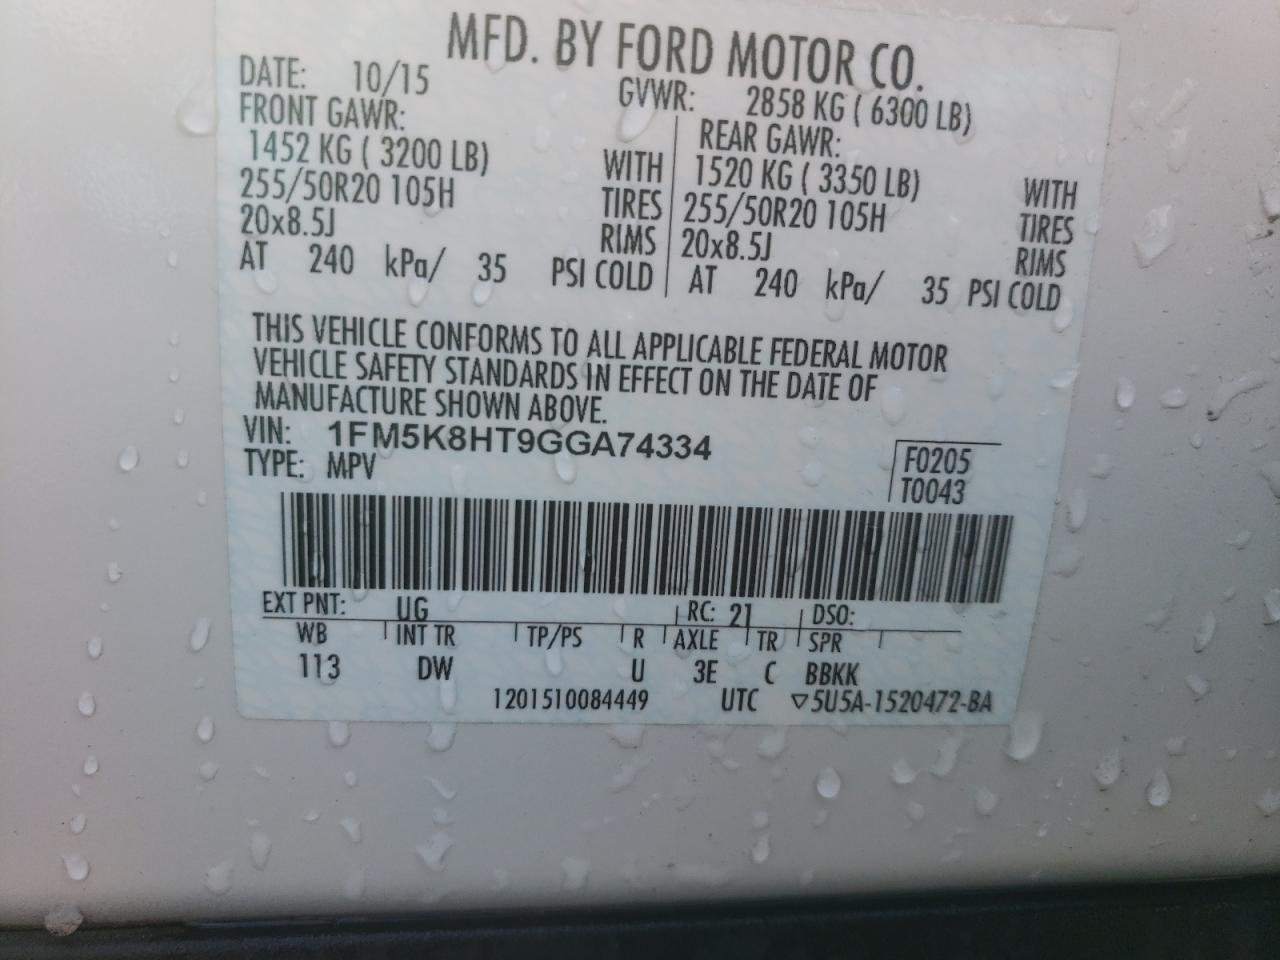 MFD. BY FORD MOTOR CO.
DATE: 10/15 GVWR: 2858 KG ( 6300 LB)
FRONT GAWR: REAR GAWR:
1452 KG ( 3200 LB) WITH 1520 KG ( 3350 LB) WITH
255/50R20 105H TIRES 255/50R20 105H TIRES
20x8.5J RIMS 20x8.5J RIMS
AT 240 kPa/ 35 PSI COLD AT 240 kPa/ 35 PSI COLD
THIS VEHICLE CONFORMS TO ALL APPLICABLE FEDERAL MOTOR
VEHICLE SAFETY STANDARDS IN EFFECT ON THE DATE OF
MANUFACTURE SHOWN ABOVE.
VIN: 1FM5K8HT9GGA74334
TYPE: MPV
F0205
T0043
EXT PNT: UG RC: 21 DSO:
WB INT TR TP/PS R AXLE TR SPR
113 DW U 3E C BBKK
1201510084449 UTC ▽5U5A-1520472-BA